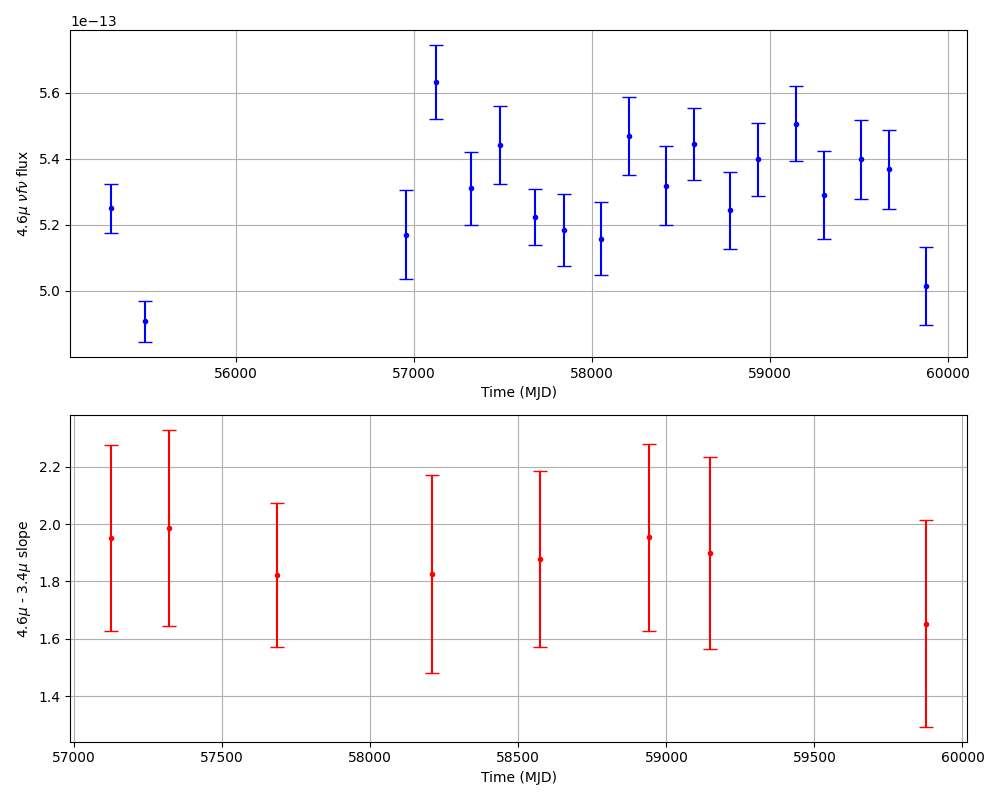 1e−13
5.6
5.4
5.2
5.0
4.6μ νfν flux
56000 57000 58000 59000 60000
Time (MJD)
2.2
2.0
1.8
1.6
1.4
4.6μ - 3.4μ slope
57000 57500 58000 58500 59000 59500 60000
Time (MJD)